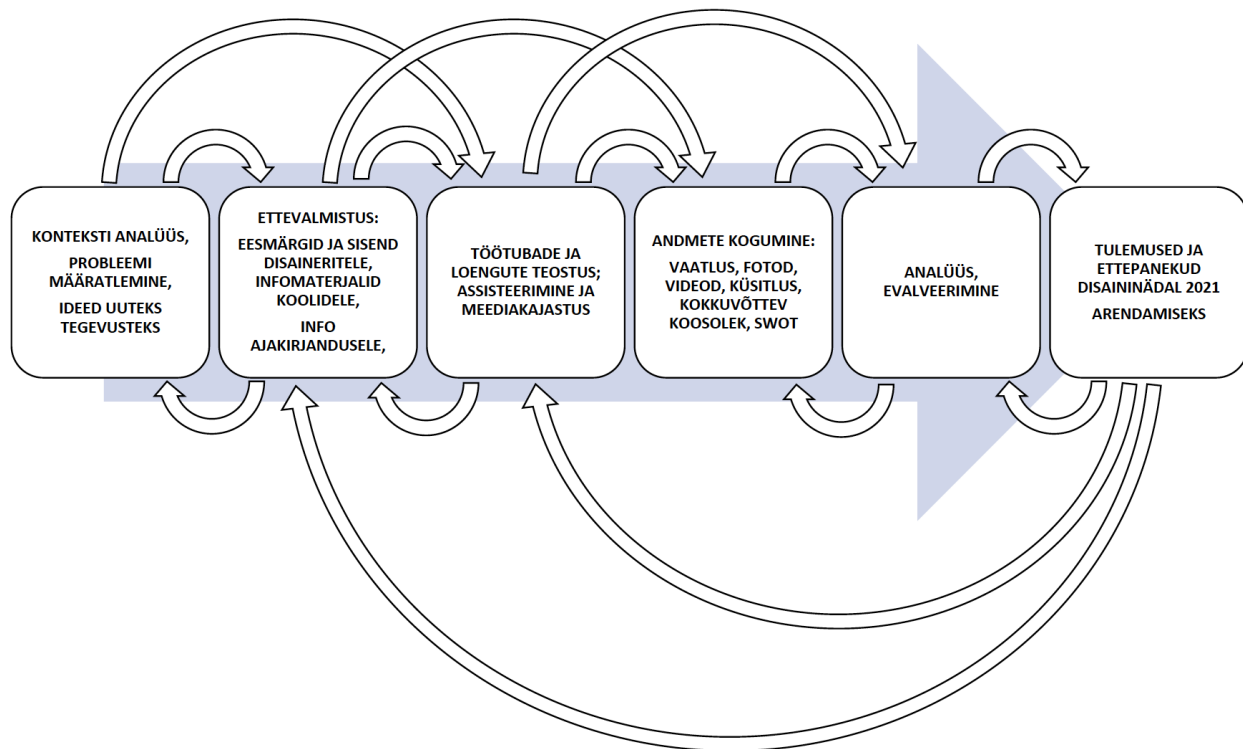 KONTEKSTI ANALÜÜS,
PROBLEEMI
MÄÄRATLEMINE,
IDEED UUTEKS
TEGEVUSTEKS
ETTEVALMISTUS:
EESMÄRGID JA SISEND
DISAINERITELE,
INFOMATERJALID
KOOLIDELE,
INFO
AJAKIRJANDUSELE,
TÖÖTUBADE JA
LOENGUTE TEOSTUS;
ASSISTEERIMINE JA
MEEDIAKAJASTUS
ANDMETE KOGUMINE:
VAATLUS, FOTOD,
VIDEOD, KÜSITLUS,
KOKKUVÕTTEV
KOOSOLEK, SWOT
ANALÜÜS,
EVALVEERIMINE
TULEMUSED JA
ETTEPANEKUD
DISAININÄDAL 2021
ARENDAMISEKS